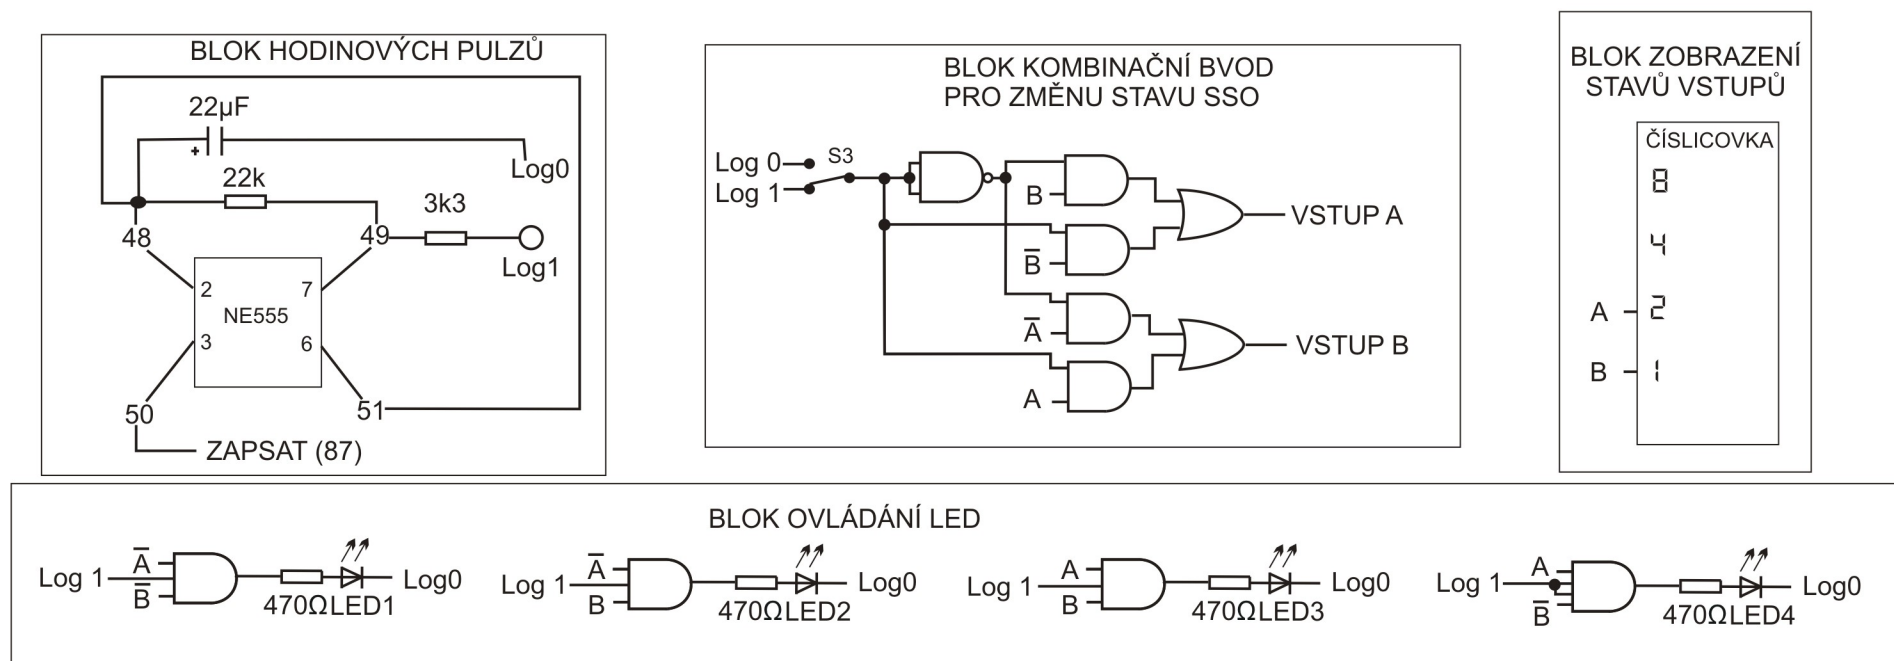 BLOK HODINOVÝCH PULZŮ
22µF
+
Log0
22k
3k3
48
49
Log1
2
7
NE555
3
6
50
51
ZAPSAT (87)
BLOK KOMBINAČNÍ BVOD
PRO ZMĚNU STAVU SSO
Log 0
S3
Log 1
B
VSTUP A
B̅
A̅
VSTUP B
A
BLOK ZOBRAZENÍ
STAVŮ VSTUPŮ
ČÍSLICOVKA
8
4
A 2
B 1
BLOK OVLÁDÁNÍ LED
A̅
Log 1
B̅
Log0
470Ω LED1
A̅
Log 1
B
Log0
470Ω LED2
A
Log 1
B
Log0
470Ω LED3
A
Log 1
B̅
Log0
470Ω LED4